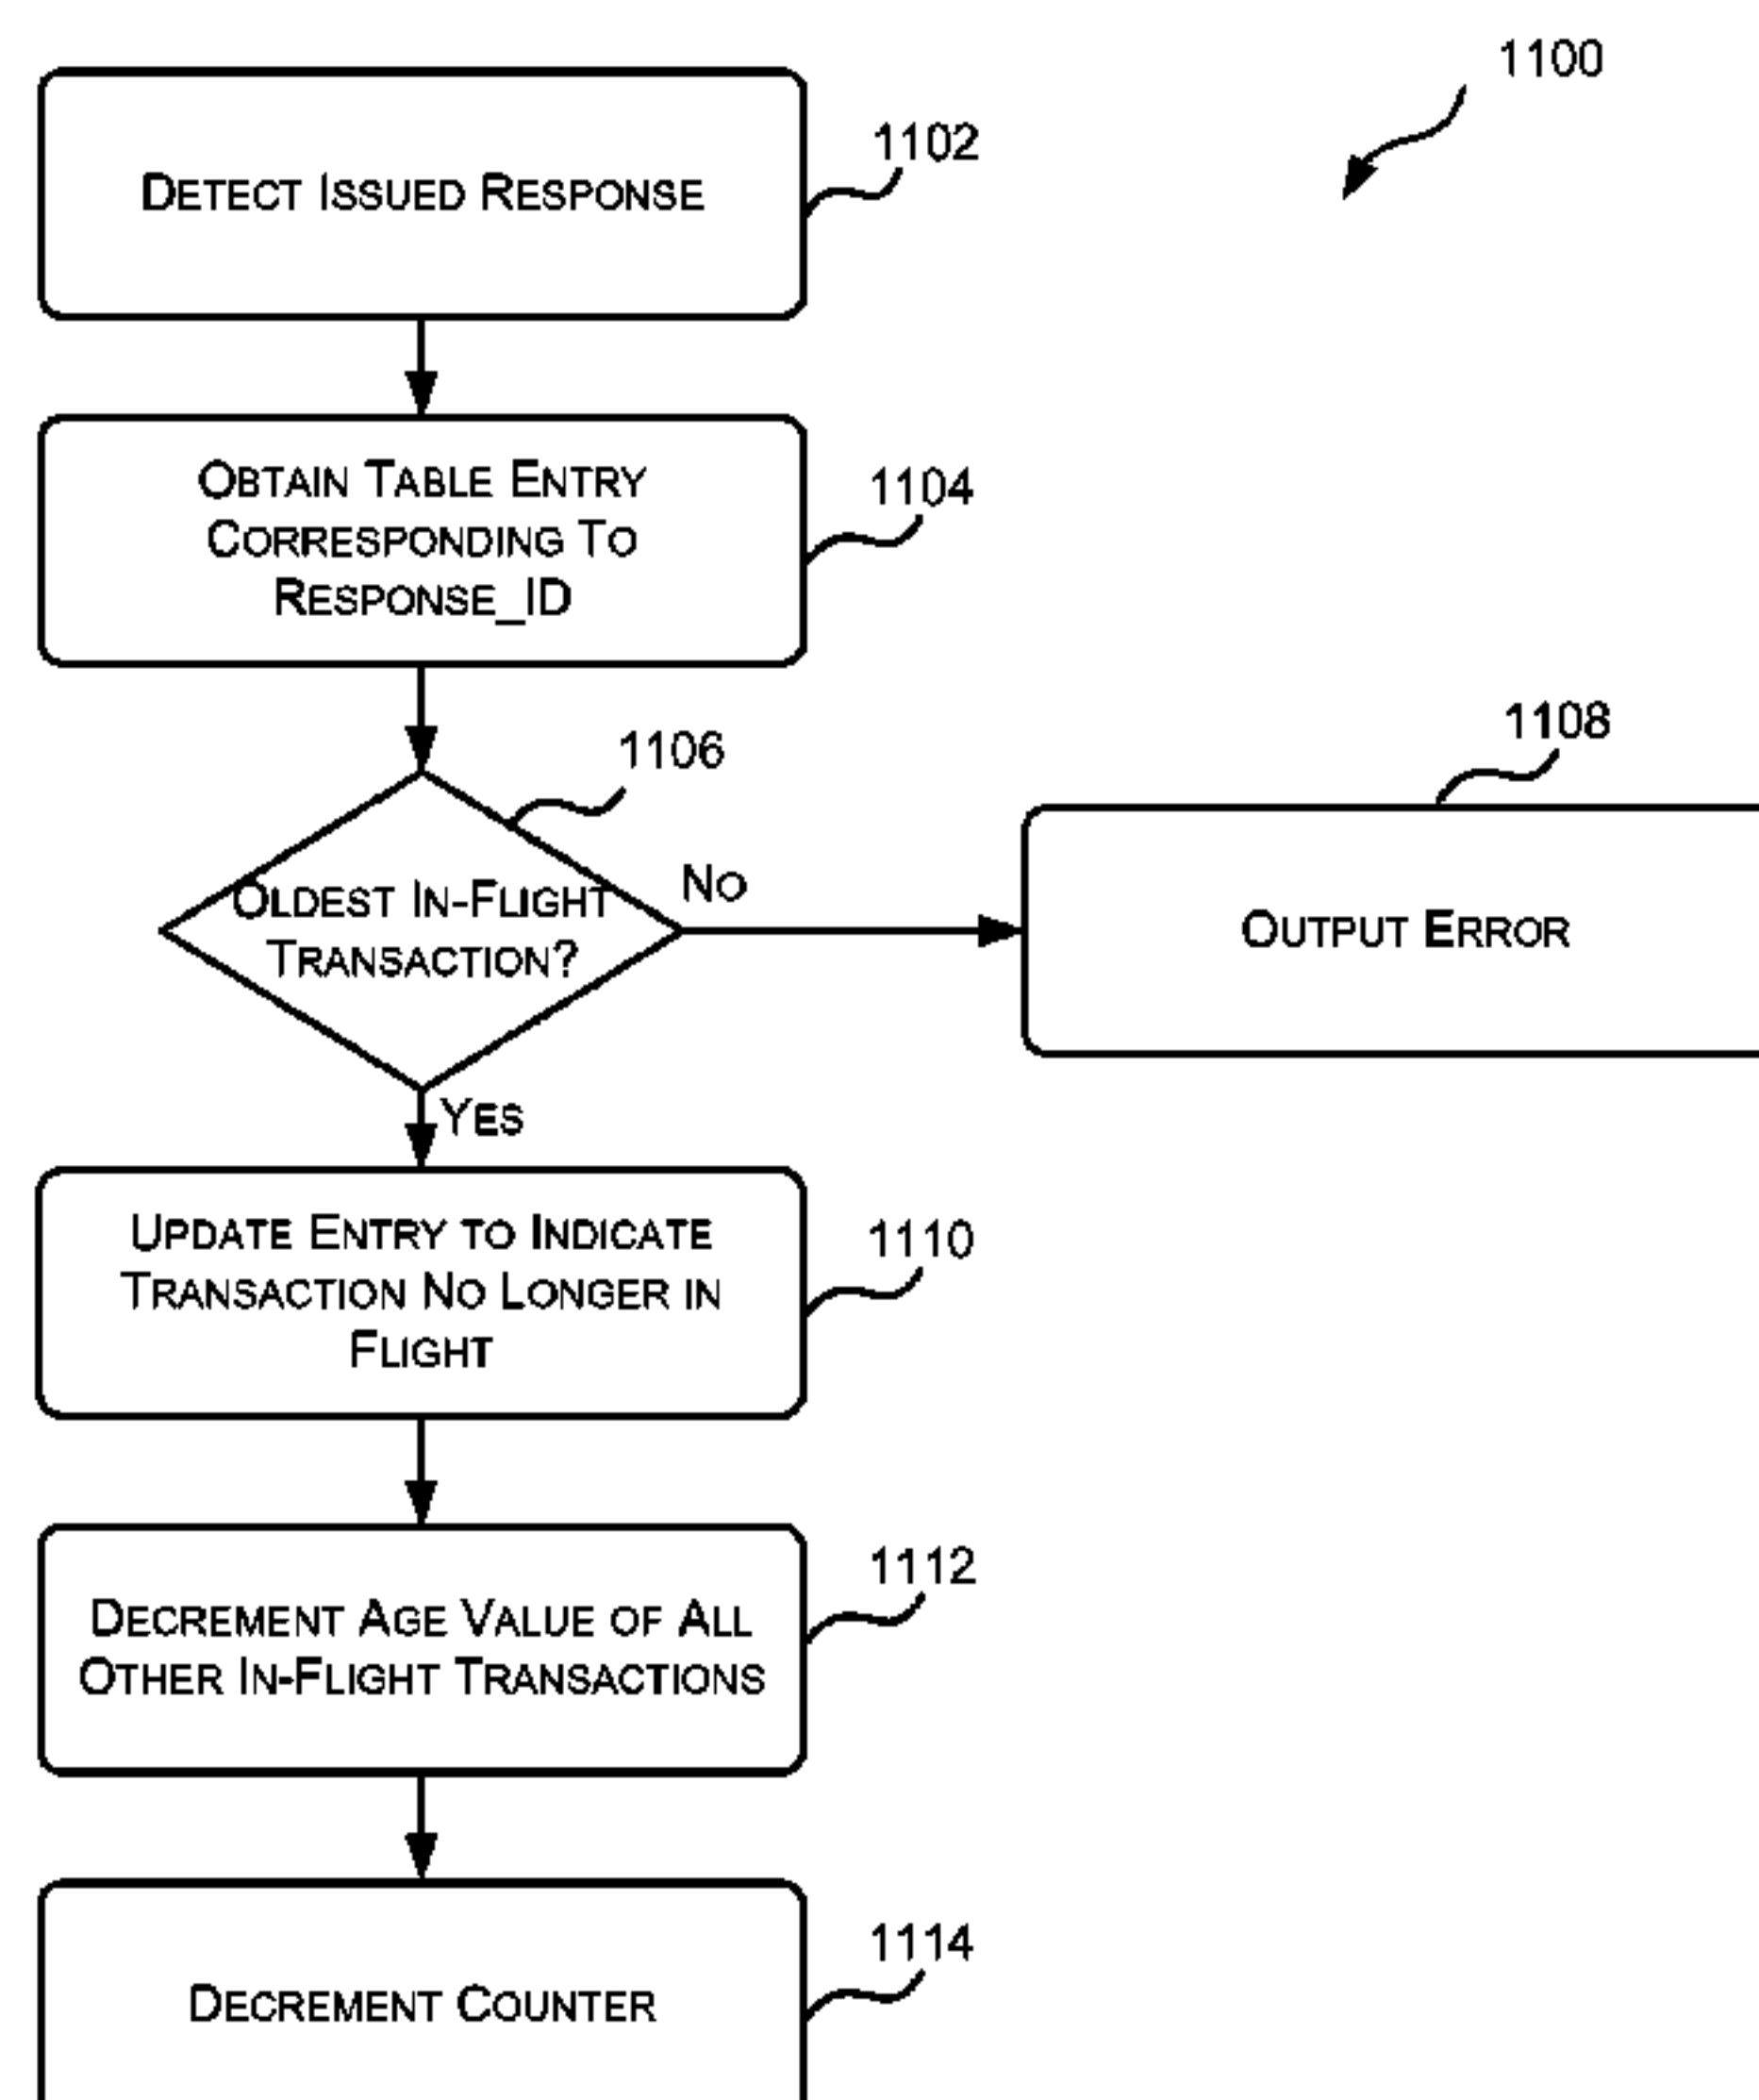 1100
DETECT ISSUED RESPONSE
1102
OBTAIN TABLE ENTRY
CORRESPONDING TO
RESPONSE_ID
1104
1106
OLDEST IN-FLIGHT
TRANSACTION?
NO
1108
OUTPUT ERROR
YES
UPDATE ENTRY TO INDICATE
TRANSACTION NO LONGER IN
FLIGHT
1110
DECREMENT AGE VALUE OF ALL
OTHER IN-FLIGHT TRANSACTIONS
1112
DECREMENT COUNTER
1114